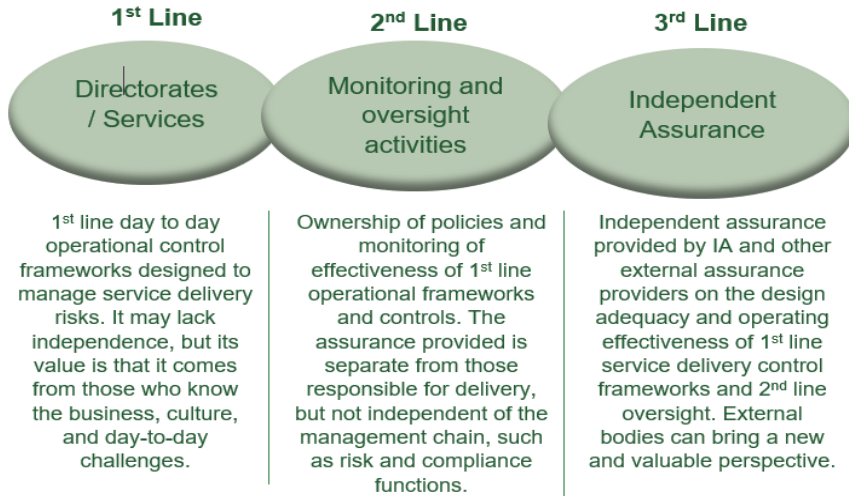 1st Line
Directorates
/ Services
1st line day to day
operational control
frameworks designed to
manage service delivery
risks. It may lack
independence, but its
value is that it comes
from those who know
the business, culture,
and day-to-day
challenges.
2nd Line
Monitoring and
oversight
activities
Ownership of policies and
monitoring of
effectiveness of 1st line
operational frameworks
and controls. The
assurance provided is
separate from those
responsible for delivery,
but not independent of the
management chain, such
as risk and compliance
functions.
3rd Line
Independent
Assurance
Independent assurance
provided by IA and other
external assurance
providers on the design
adequacy and operating
effectiveness of 1st line
service delivery control
frameworks and 2nd line
oversight. External
bodies can bring a new
and valuable perspective.